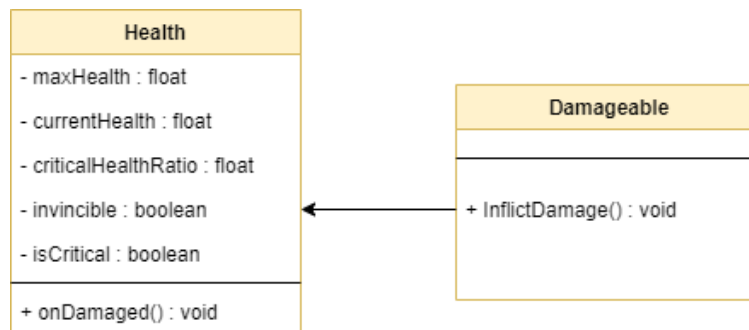 Health
- maxHealth : float
- currentHealth : float
- criticalHealthRatio : float
- invincible : boolean
- isCritical : boolean
+ onDamaged() : void
Damageable
+ InflictDamage() : void